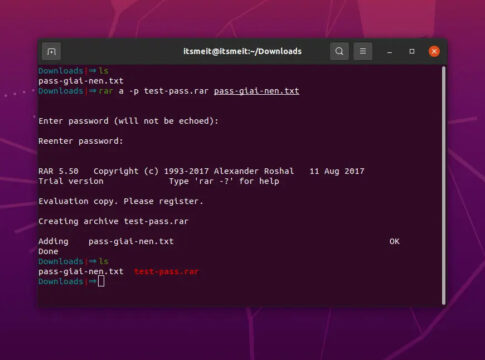 itsmeit@itsmeit:~/Downloads
Downloads|⇒ls
pass-giai-nen.txt
Downloads|⇒rar a -p test-pass.rar pass-giai-nen.txt
Enter password (will not be echoed):
Reenter password:
RAR 5.50   Copyright (c) 1993-2017 Alexander Roshal   11 Aug 2017
Trial version             Type 'rar -?' for help
Evaluation copy. Please register.
Creating archive test-pass.rar
Adding    pass-giai-nen.txt                                           OK
Done
Downloads|⇒ls
pass-giai-nen.txt  test-pass.rar
Downloads|⇒